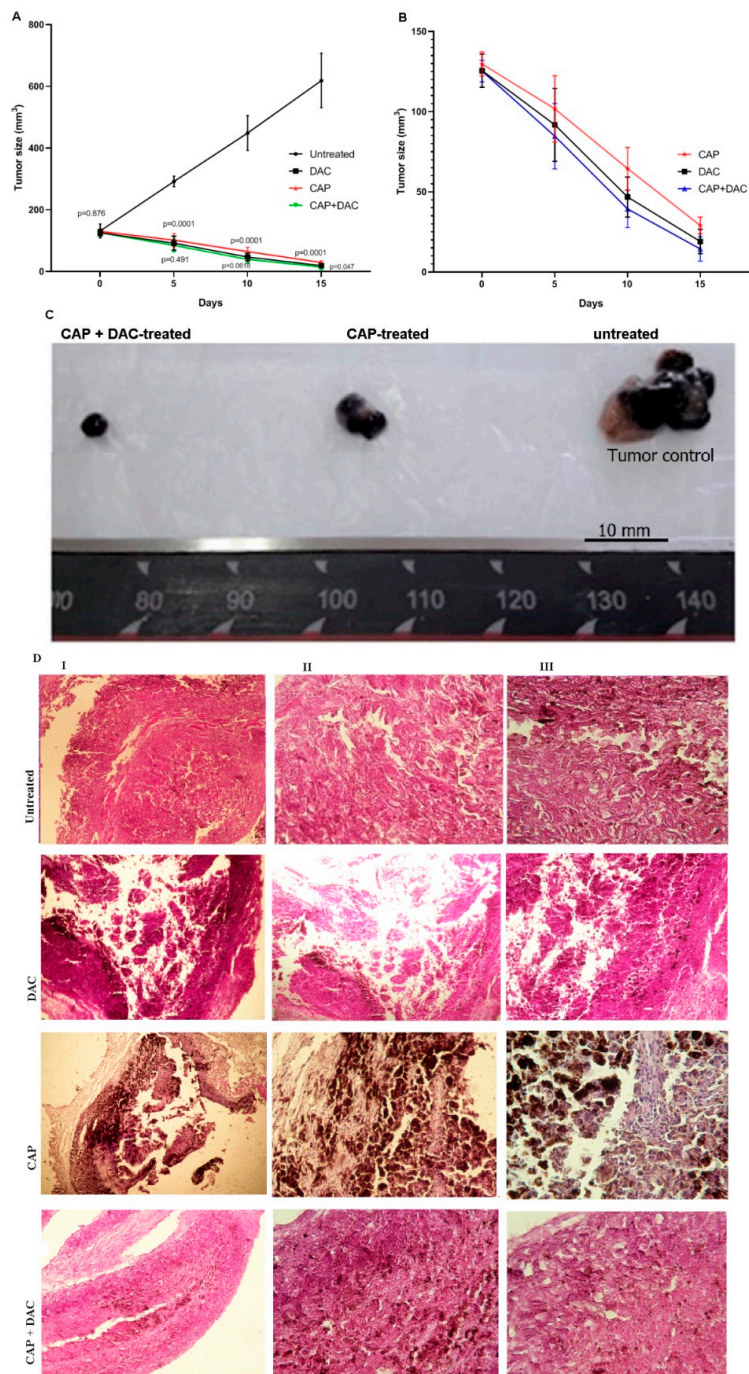 A
Tumor size (mm³)
800
600
400
200
0
0
5
10
15
Days
p=0.876
p=0.0001
p=0.0001
p=0.0001
p=0.491
p=0.0618
p=0.047
Untreated
DAC
CAP
CAP+DAC
B
Tumor size (mm³)
150
100
50
0
0
5
10
15
Days
CAP
DAC
CAP+DAC
C
CAP + DAC-treated
CAP-treated
untreated
Tumor control
10 mm
80
90
100
110
120
130
140
D
I
II
III
Untreated
DAC
CAP
CAP + DAC